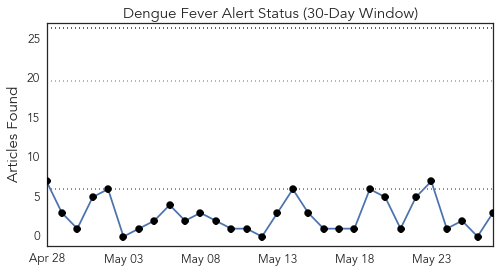 Dengue Fever Alert Status (30-Day Window)
Articles Found
25
20
15
10
5
0
Apr 28
May 03
May 08
May 13
May 18
May 23